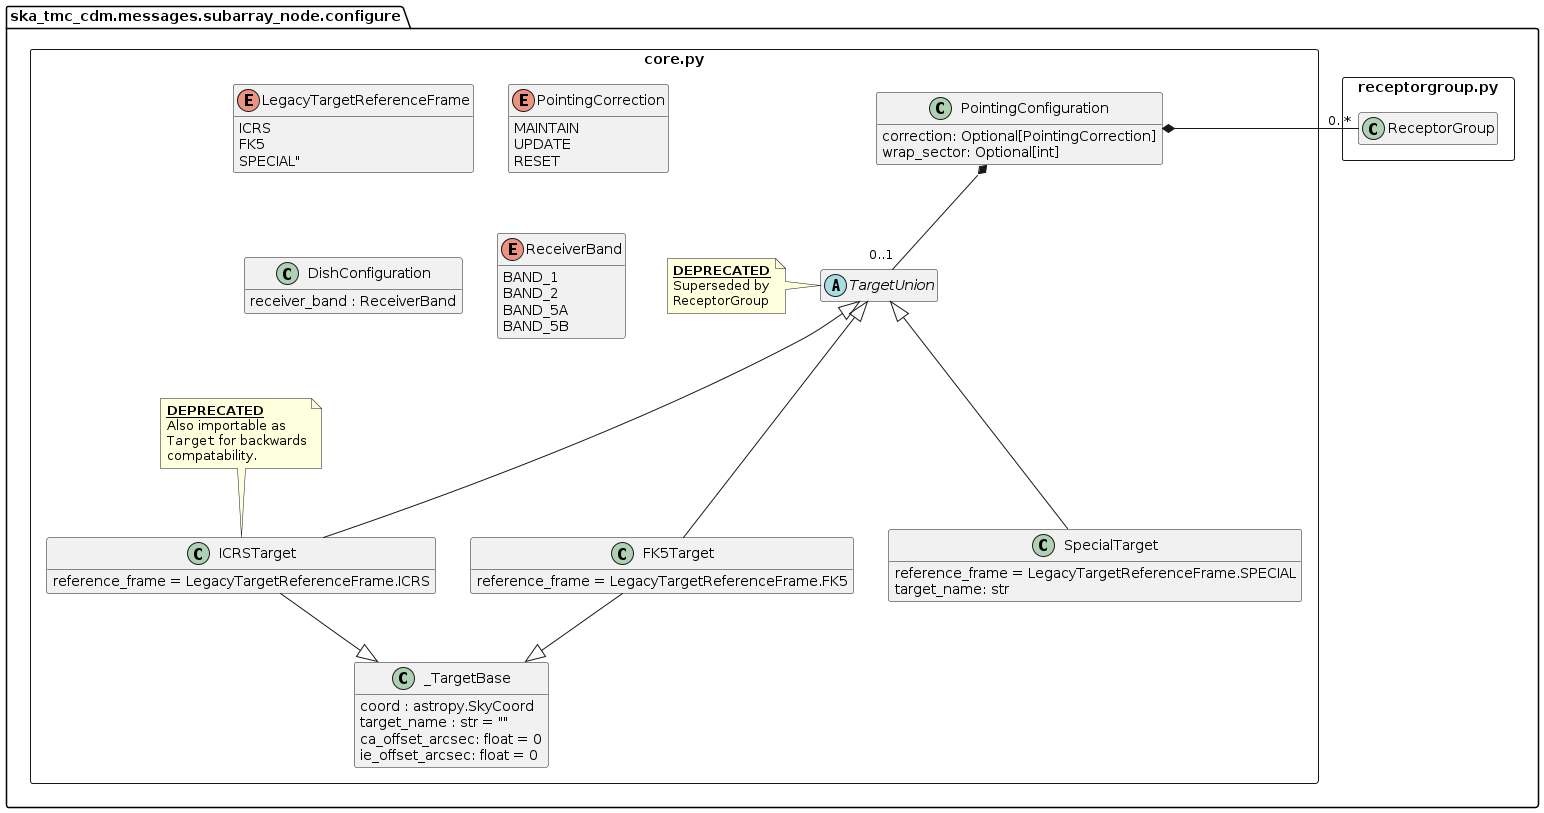 ska_tmc_cdm.messages.subarray_node.configure
core.py
receptorgroup.py
E LegacyTargetReferenceFrame
ICRS
FK5
SPECIAL"
E PointingCorrection
MAINTAIN
UPDATE
RESET
C PointingConfiguration
correction: Optional[PointingCorrection]
wrap_sector: Optional[int]
0..*
C ReceptorGroup
C DishConfiguration
receiver_band : ReceiverBand
E ReceiverBand
BAND_1
BAND_2
BAND_5A
BAND_5B
DEPRECATED
Superseded by
ReceptorGroup
0..1
A TargetUnion
DEPRECATED
Also importable as
Target for backwards
compatability.
C ICRSTarget
reference_frame = LegacyTargetReferenceFrame.ICRS
C FK5Target
reference_frame = LegacyTargetReferenceFrame.FK5
C SpecialTarget
reference_frame = LegacyTargetReferenceFrame.SPECIAL
target_name: str
C _TargetBase
coord : astropy.SkyCoord
target_name : str = ""
ca_offset_arcsec: float = 0
ie_offset_arcsec: float = 0